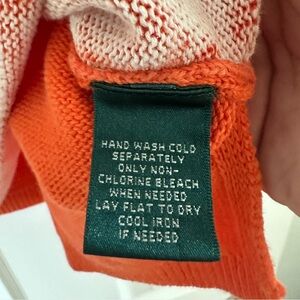 HAND WASH COLD
SEPARATELY
ONLY NON-
CHLORINE BLEACH
WHEN NEEDED
LAY FLAT TO DRY
COOL IRON
IF NEEDED